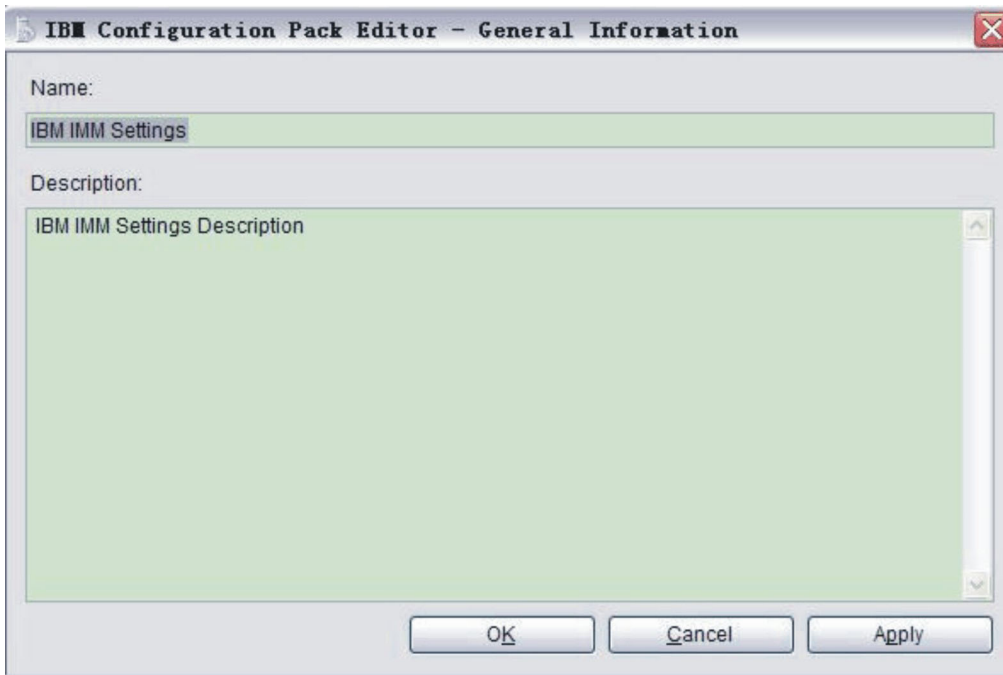 IBM Configuration Pack Editor - General Information
Name:
IBM IMM Settings
Description:
IBM IMM Settings Description
OK
Cancel
Apply